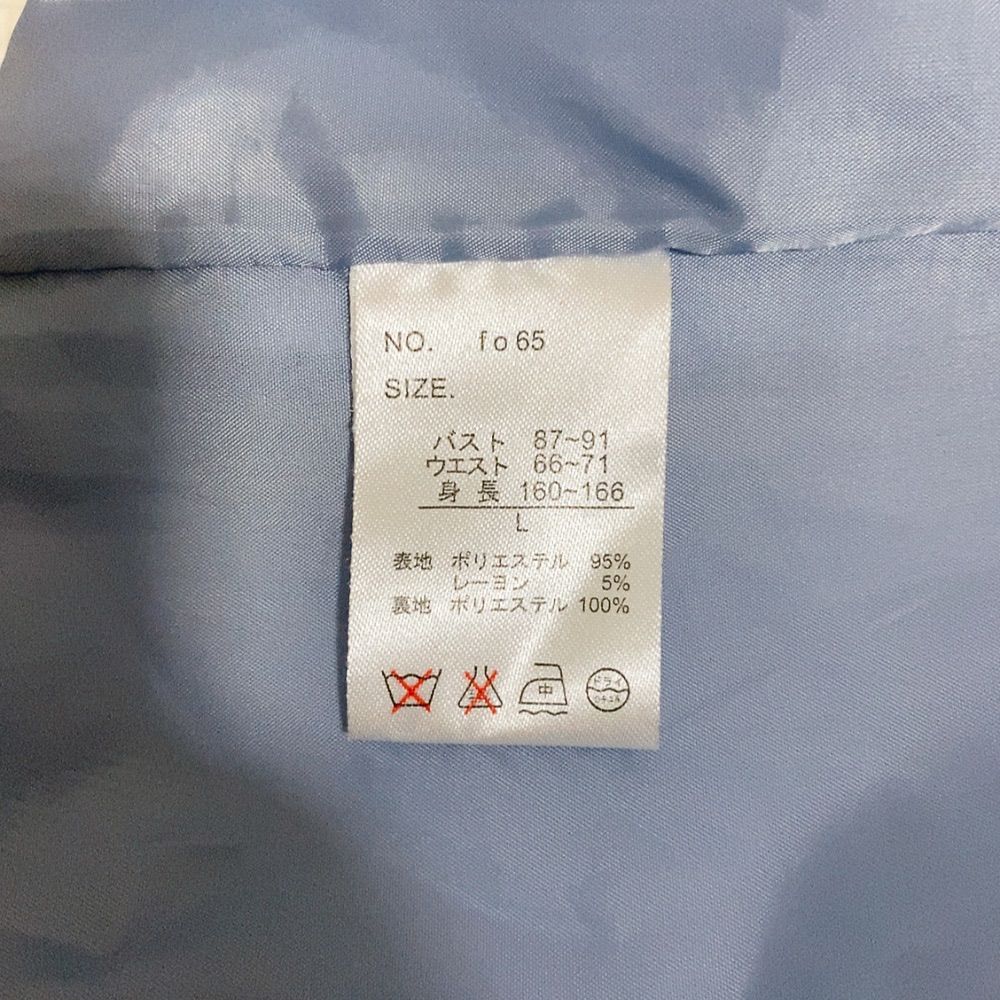 NO. fo65
SIZE.
バスト 87~91
ウエスト 66~71
身長 160~166
L
表地 ポリエステル 95%
レーヨン 5%
裏地 ポリエステル 100%
中 ドライ